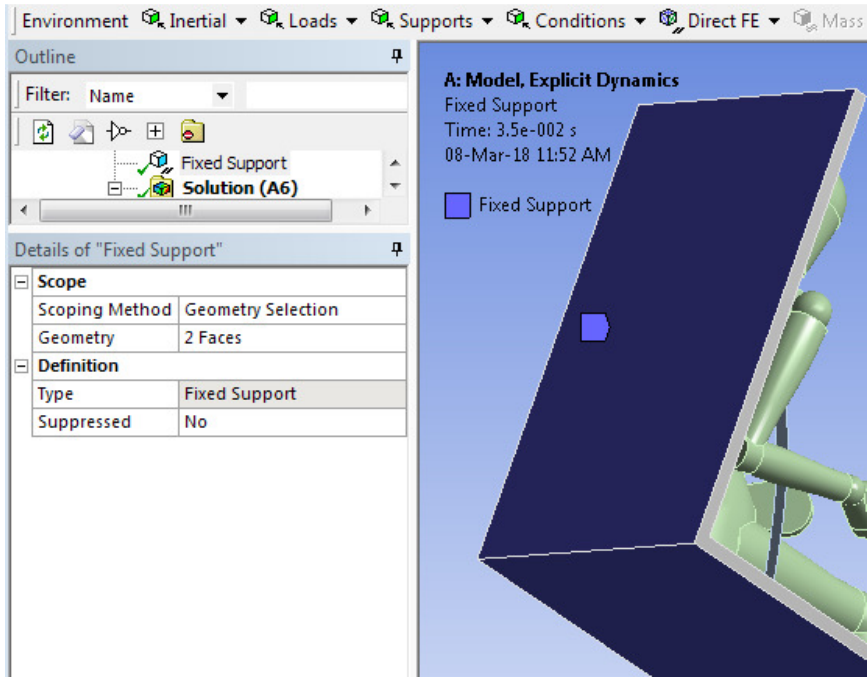 Environment Inertial Loads Supports Conditions Direct FE Mass
Outline
Filter: Name
Fixed Support
Solution (A6)
Details of "Fixed Support"
Scope
Scoping Method Geometry Selection
Geometry 2 Faces
Definition
Type Fixed Support
Suppressed No
A: Model, Explicit Dynamics
Fixed Support
Time: 3.5e-002 s
08-Mar-18 11:52 AM
Fixed Support